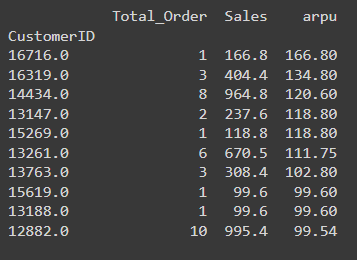 Total_Order Sales arpu
CustomerID
16716.0 1 166.8 166.80
16319.0 3 404.4 134.80
14434.0 8 964.8 120.60
13147.0 2 237.6 118.80
15269.0 1 118.8 118.80
13261.0 6 670.5 111.75
13763.0 3 308.4 102.80
15619.0 1 99.6 99.60
13188.0 1 99.6 99.60
12882.0 10 995.4 99.54